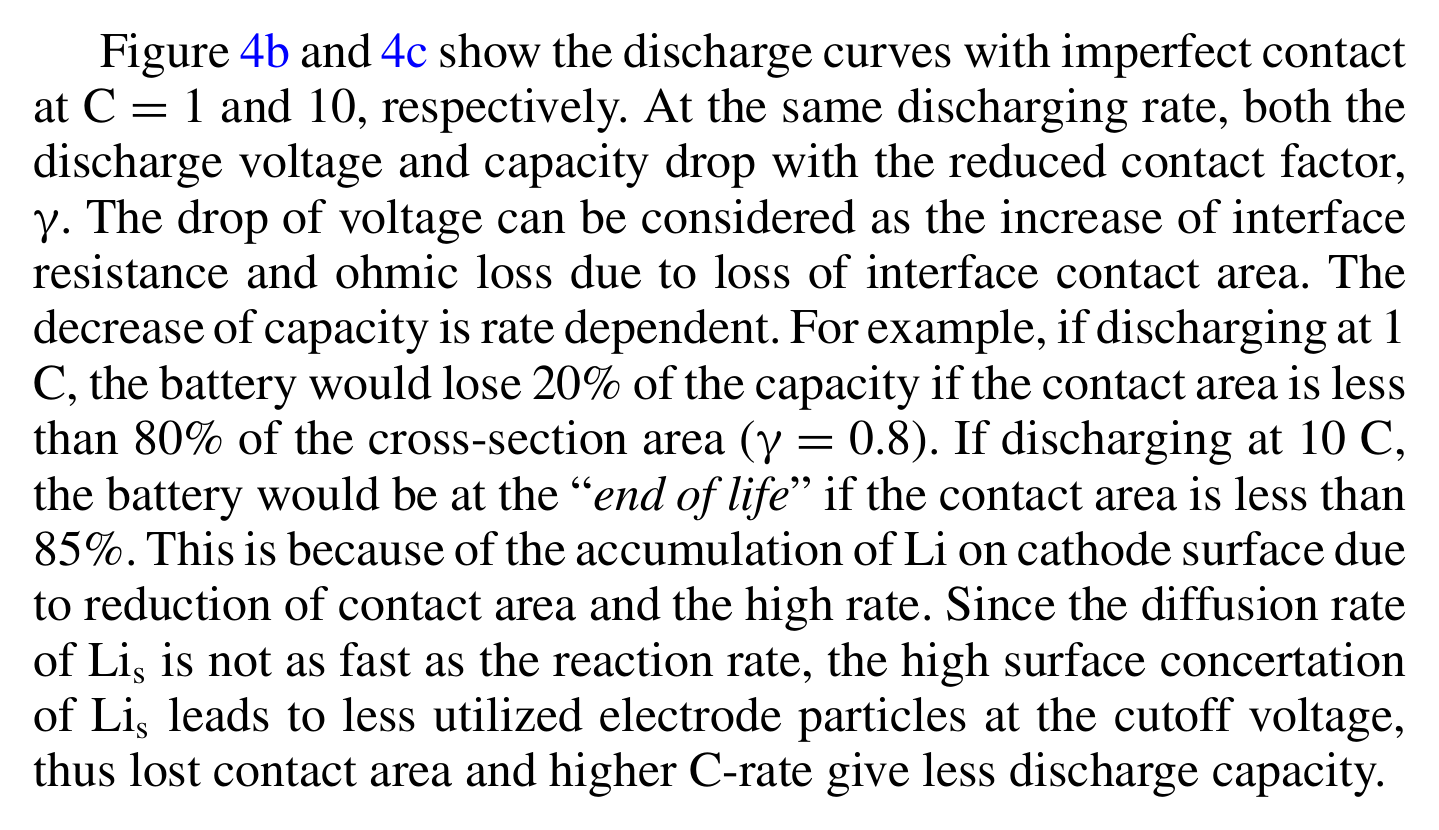 Figure 4b and 4c show the discharge curves with imperfect contact
at C = 1 and 10, respectively. At the same discharging rate, both the
discharge voltage and capacity drop with the reduced contact factor,
γ. The drop of voltage can be considered as the increase of interface
resistance and ohmic loss due to loss of interface contact area. The
decrease of capacity is rate dependent. For example, if discharging at 1
C, the battery would lose 20% of the capacity if the contact area is less
than 80% of the cross-section area (γ = 0.8). If discharging at 10 C,
the battery would be at the “end of life” if the contact area is less than
85%. This is because of the accumulation of Li on cathode surface due
to reduction of contact area and the high rate. Since the diffusion rate
of Liₛ is not as fast as the reaction rate, the high surface concertation
of Liₛ leads to less utilized electrode particles at the cutoff voltage,
thus lost contact area and higher C-rate give less discharge capacity.